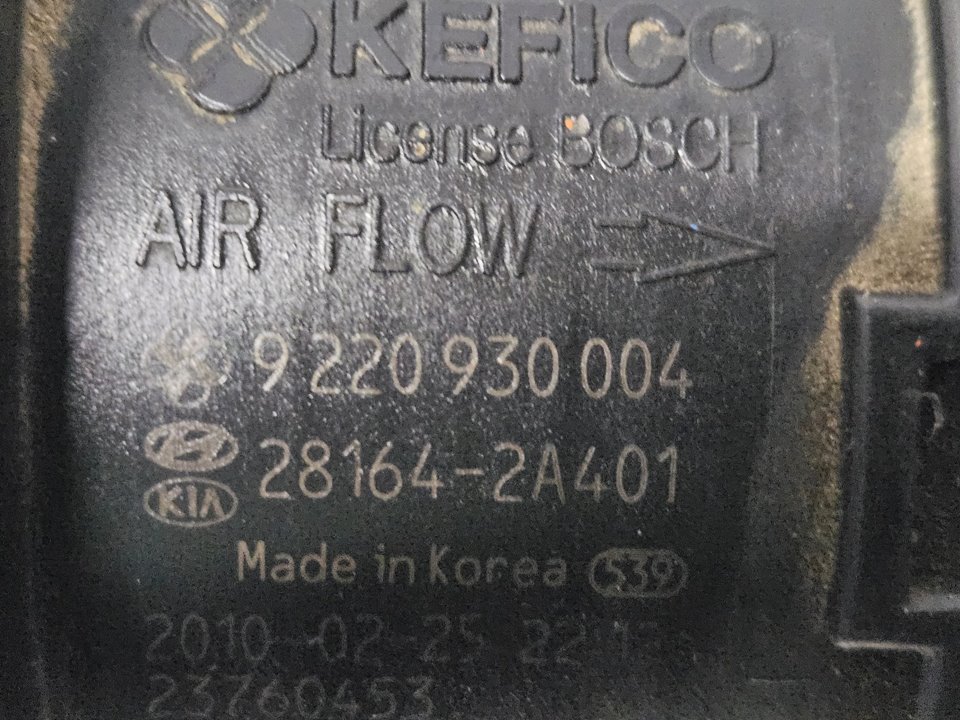 KEFICO
License BOSCH
AIR FLOW
9 220 930 004
28164-2A401
KIA
Made in Korea 539
2010-02-25
23760453